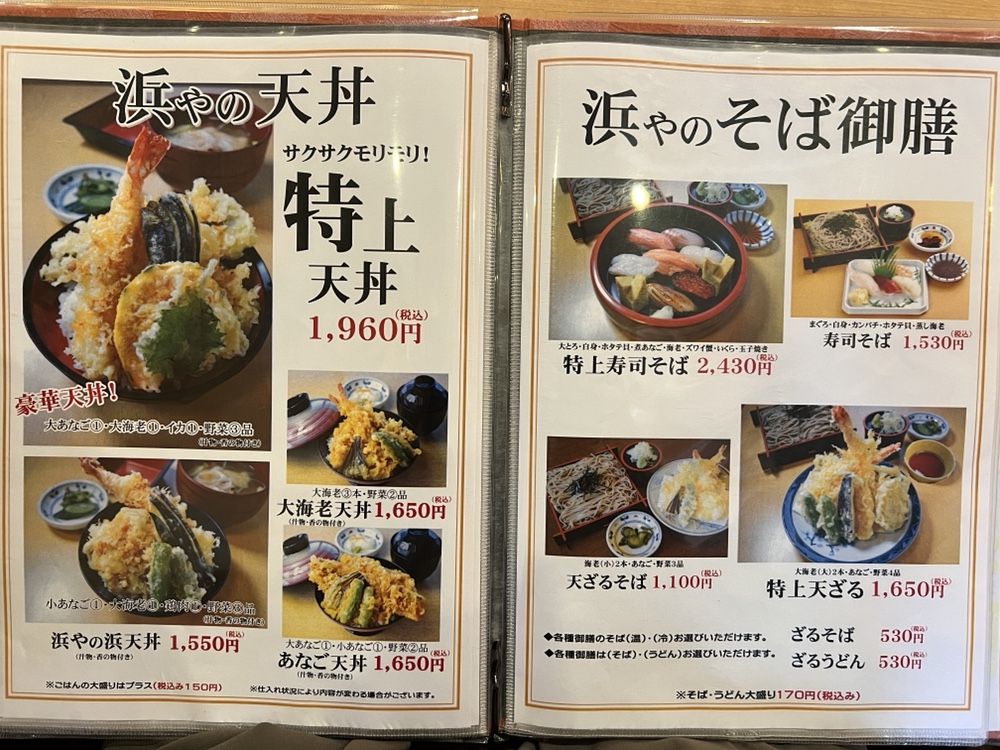 浜やの天丼
サクサクモリモリ!
特上
天丼
(税込)
1,960円
豪華天丼!
大あなご①・大海老①・イカ①・野菜③品
(汁物・香の物付き)
大海老③本・野菜②品
大海老天丼 1,650円 (税込)
(汁物・香の物付き)
小あなご①・大海老①・鶏肉①・野菜③品
(汁物・香の物付き)
浜やの浜天丼 1,550円 (税込)
(汁物・香の物付き)
大あなご①・小あなご①・野菜②品
あなご天丼 1,650円 (税込)
(汁物・香の物付き)
※ごはんの大盛りはプラス(税込み150円)
※仕入れ状況により内容が変わる場合がございます。
浜やのそば御膳
大とろ・白身・ホタテ貝・煮あなご・海老・ズワイ蟹・いくら・玉子焼き
特上寿司そば 2,430円 (税込)
まぐろ・白身・カンパチ・ホタテ貝・蒸し海老
寿司そば 1,530円 (税込)
海老(小)2本・あなご・野菜3品
天ざるそば 1,100円 (税込)
海老(大)2本・あなご・野菜4品
特上天ざる 1,650円 (税込)
◆各種御膳のそば(温)・(冷)お選びいただけます。
◆各種御膳は(そば)・(うどん)お選びいただけます。
ざるそば 530円 (税込)
ざるうどん 530円 (税込)
※そば・うどん大盛り170円(税込み)